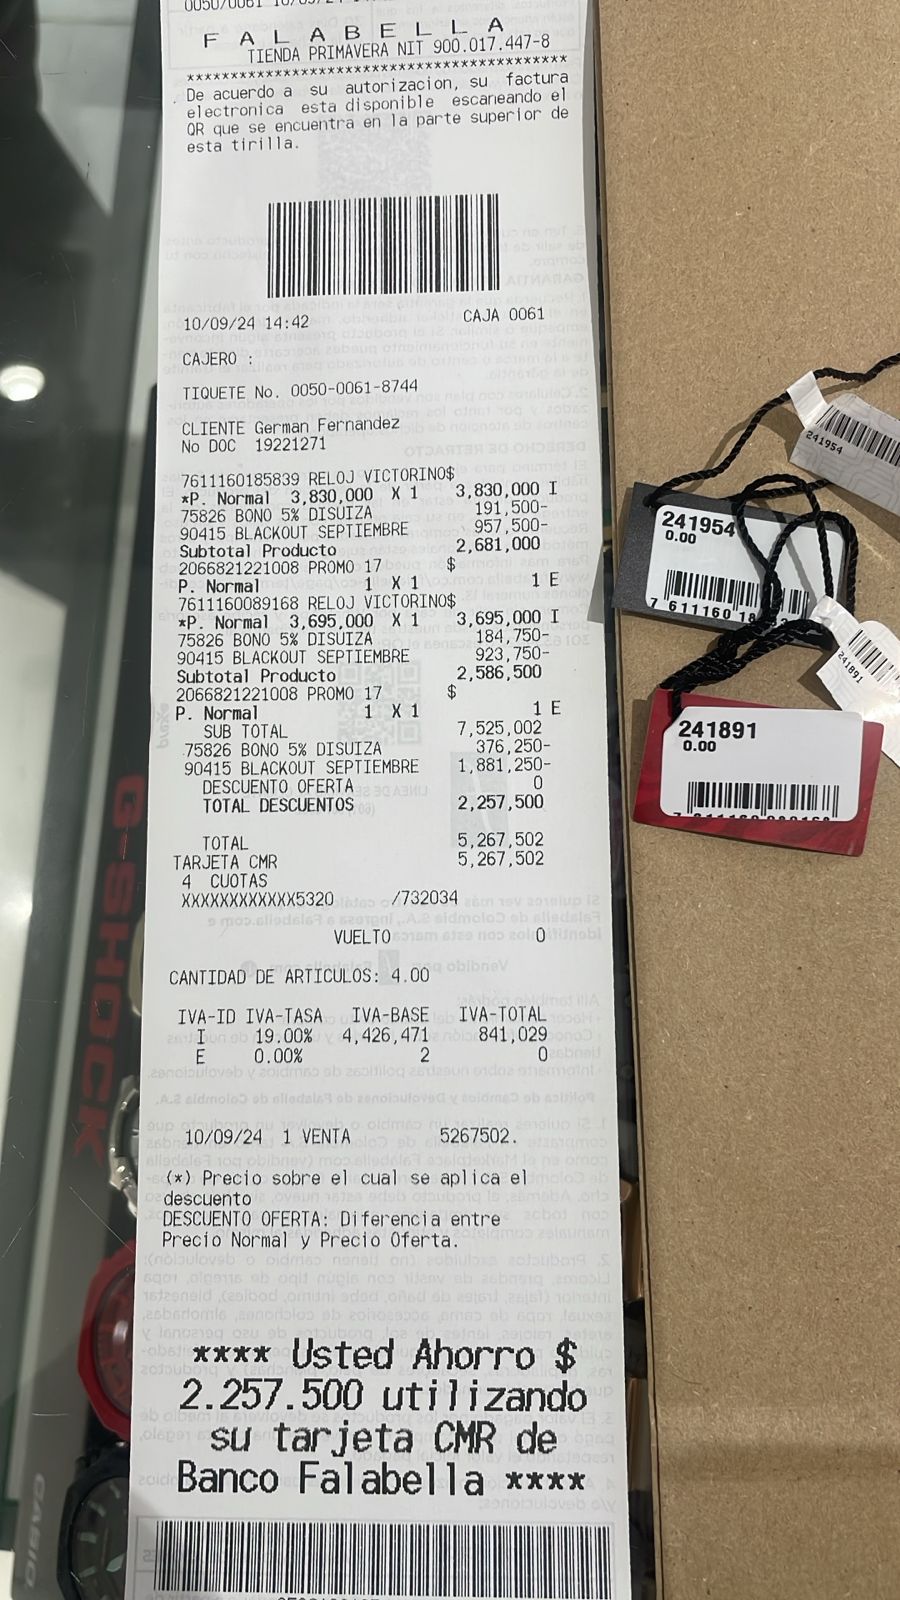 F A L A B E L L A
TIENDA PRIMAVERA NIT 900.017.447-8
******************************************
De acuerdo a su autorizacion, su factura
electronica esta disponible escaneando el
QR que se encuentra en la parte superior de
esta tirilla.
10/09/24 14:42 CAJA 0061
CAJERO :
TIQUETE No. 0050-0061-8744
CLIENTE German Fernandez
No DOC 19221271
7611160185839 RELOJ VICTORINO$
*P. Normal 3,830,000 X 1 3,830,000 I
75826 BONO 5% DISUIZA 191,500-
90415 BLACKOUT SEPTIEMBRE 957,500-
Subtotal Producto 2,681,000
2066821221008 PROMO 17 $
P. Normal 1 X 1 1 E
7611160089168 RELOJ VICTORINO$
*P. Normal 3,695,000 X 1 3,695,000 I
75826 BONO 5% DISUIZA 184,750-
90415 BLACKOUT SEPTIEMBRE 923,750-
Subtotal Producto 2,586,500
2066821221008 PROMO 17 $
P. Normal 1 X 1 1 E
SUB TOTAL 7,525,002
75826 BONO 5% DISUIZA 376,250-
90415 BLACKOUT SEPTIEMBRE 1,881,250-
DESCUENTO OFERTA 0
TOTAL DESCUENTOS 2,257,500
TOTAL 5,267,502
TARJETA CMR 5,267,502
4 CUOTAS
XXXXXXXXXXXX5320 /732034
VUELTO 0
CANTIDAD DE ARTICULOS: 4.00
IVA-ID IVA-TASA IVA-BASE IVA-TOTAL
I 19.00% 4,426,471 841,029
E 0.00% 2 0
10/09/24 1 VENTA 5267502.
(*) Precio sobre el cual se aplica el
descuento
DESCUENTO OFERTA: Diferencia entre
Precio Normal y Precio Oferta.
**** Usted Ahorro $
2.257.500 utilizando
su tarjeta CMR de
Banco Falabella ****
241954
241954
0.00
7 611160
241891
241891
0.00
G-SHOCK
CASIO